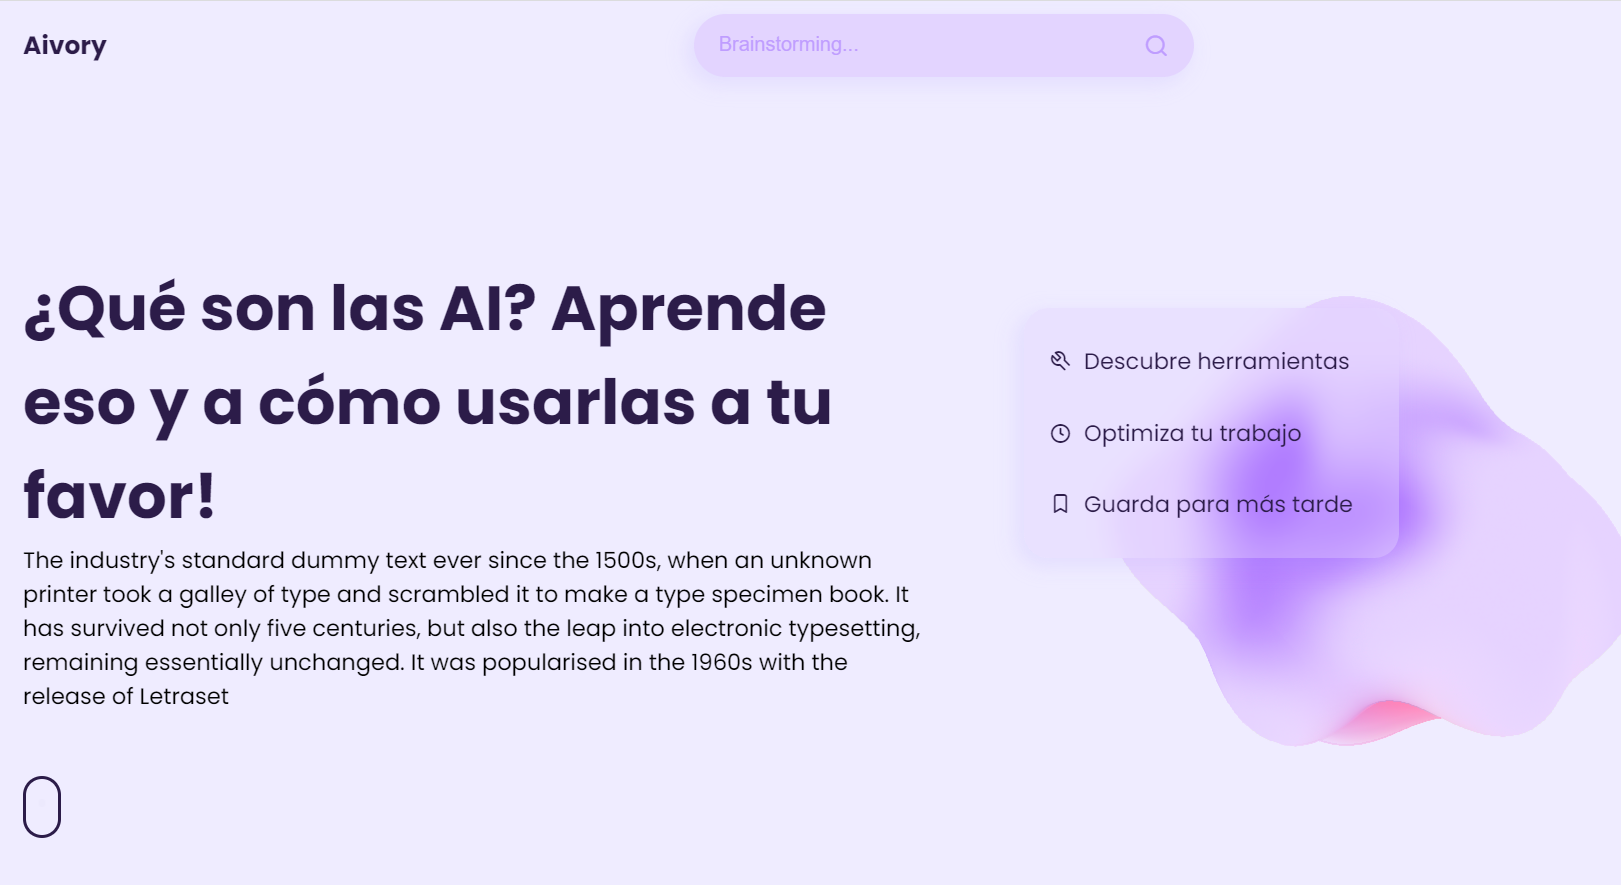 Aivory
Brainstorming...
¿Qué son las AI? Aprende
eso y a cómo usarlas a tu
favor!
The industry's standard dummy text ever since the 1500s, when an unknown
printer took a galley of type and scrambled it to make a type specimen book. It
has survived not only five centuries, but also the leap into electronic typesetting,
remaining essentially unchanged. It was popularised in the 1960s with the
release of Letraset
Descubre herramientas
Optimiza tu trabajo
Guarda para más tarde